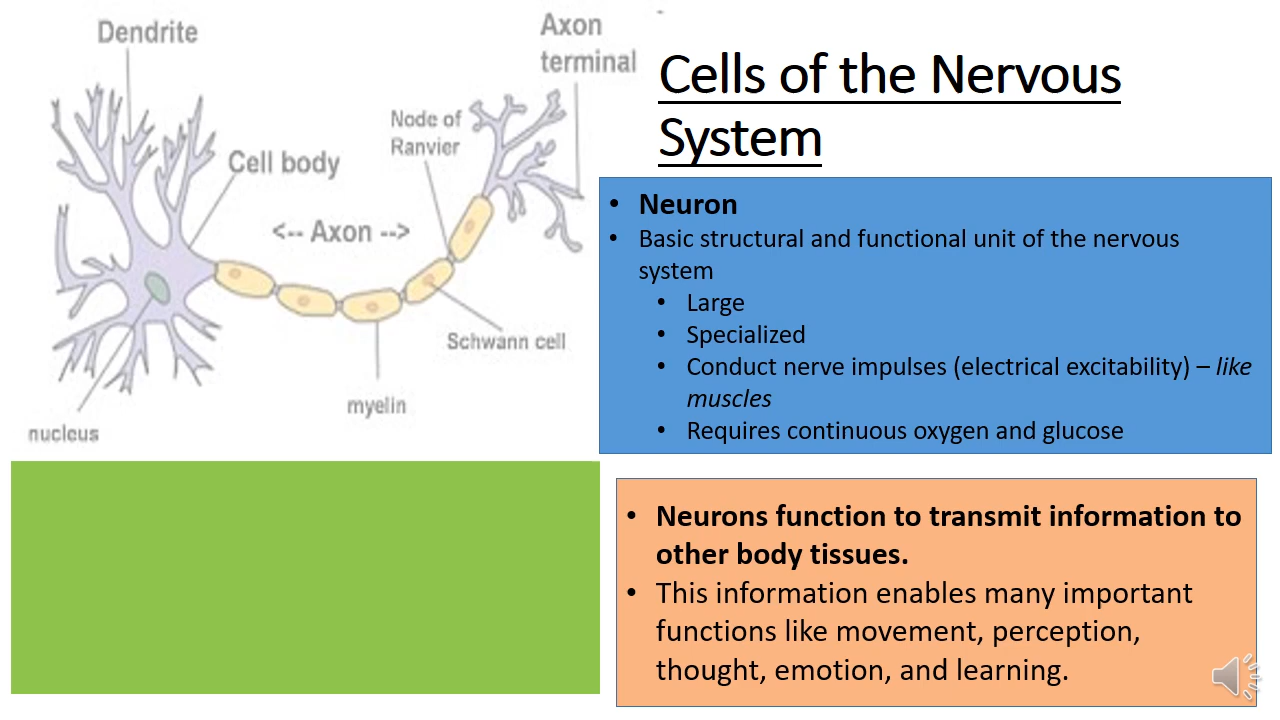 Dendrite
Axon
terminal
Node of
Ranvier
Cell body
<-- Axon -->
Schwann cell
myelin
nucleus
Cells of the Nervous
System
• Neuron
• Basic structural and functional unit of the nervous
system
• Large
• Specialized
• Conduct nerve impulses (electrical excitability) – like
muscles
• Requires continuous oxygen and glucose
• Neurons function to transmit information to
other body tissues.
• This information enables many important
functions like movement, perception,
thought, emotion, and learning.